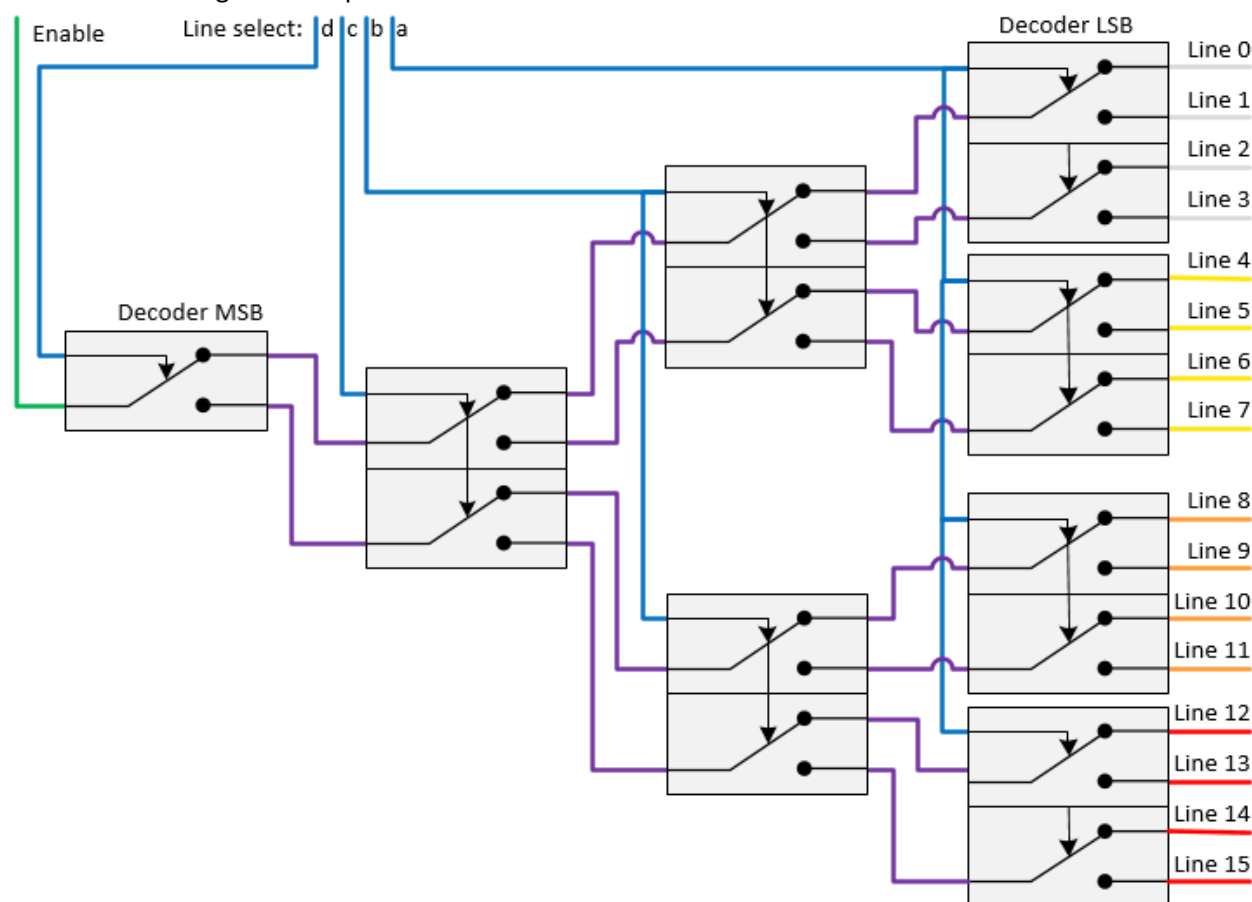 Enable
Line select: d c b a
Decoder LSB
Line 0
Line 1
Line 2
Line 3
Line 4
Line 5
Decoder MSB
Line 6
Line 7
Line 8
Line 9
Line 10
Line 11
Line 12
Line 13
Line 14
Line 15